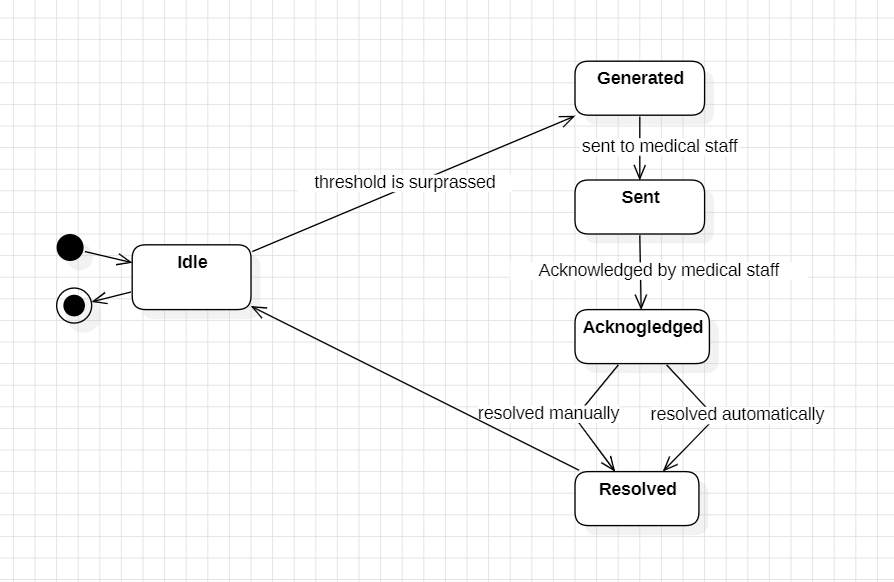 Generated
sent to medical staff
threshold is surprassed
Sent
Idle
Acknowledged by medical staff
Acknogledged
resolved manually
resolved automatically
Resolved